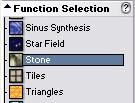 Function Selection
Sinus Synthesis
Star Field
Stone
Tiles
Triangles